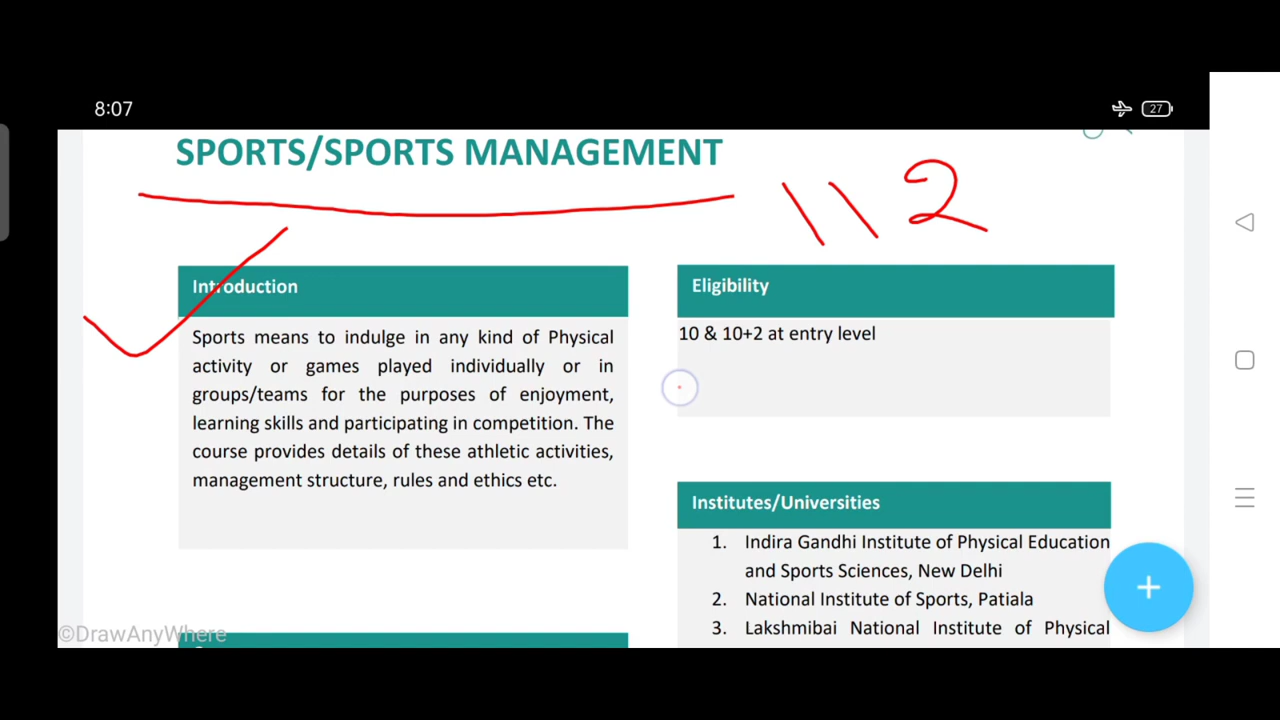 8:07
27
SPORTS/SPORTS MANAGEMENT
112
Introduction
Sports means to indulge in any kind of Physical
activity or games played individually or in
groups/teams for the purposes of enjoyment,
learning skills and participating in competition. The
course provides details of these athletic activities,
management structure, rules and ethics etc.
Eligibility
10 & 10+2 at entry level
Institutes/Universities
1. Indira Gandhi Institute of Physical Education
and Sports Sciences, New Delhi
2. National Institute of Sports, Patiala
3. Lakshmibai National Institute of Physical
©DrawAnyWhere